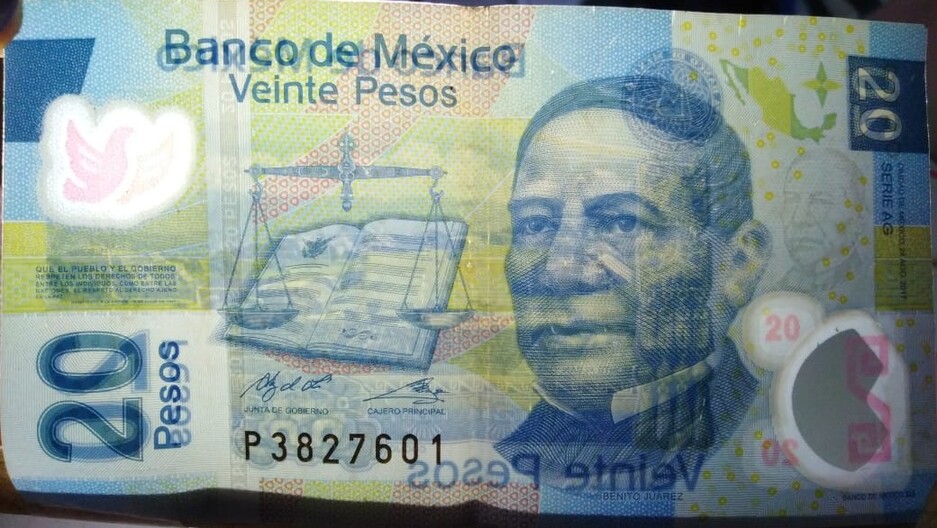 Banco de México
Veinte Pesos
20
SERIE AG
QUE EL PUEBLO Y EL GOBIERNO
RESPETEN LOS DERECHOS DE TODOS
ENTRE LOS INDIVIDUOS, COMO ENTRE LAS
NACIONES, EL RESPETO AL DERECHO AJENO
ES LA PAZ
20
20
20 Pesos
JUNTA DE GOBIERNO
CAJERO PRINCIPAL
P3827601
Veinte Pesos
BENITO JUÁREZ
BANCO DE MÉXICO